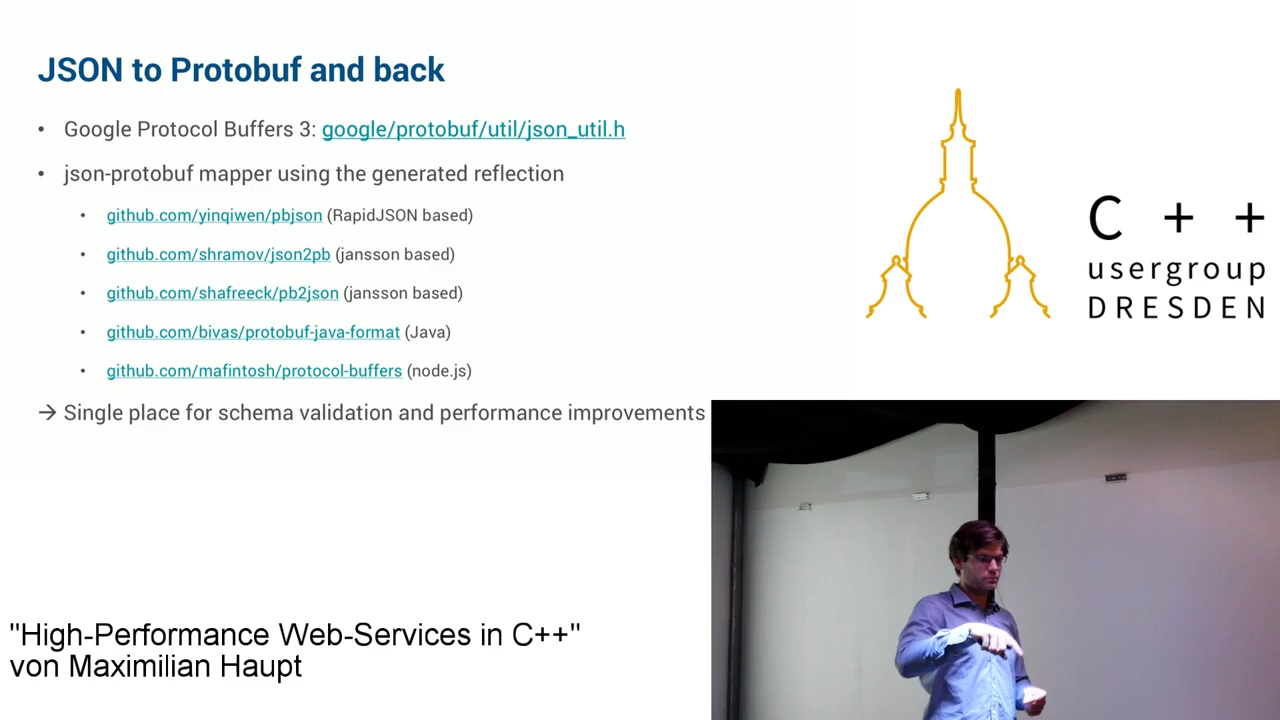 JSON to Protobuf and back
• Google Protocol Buffers 3: google/protobuf/util/json_util.h
• json-protobuf mapper using the generated reflection
• github.com/yinqiwen/pbjson (RapidJSON based)
• github.com/shramov/json2pb (jansson based)
• github.com/shafreeck/pb2json (jansson based)
• github.com/bivas/protobuf-java-format (Java)
• github.com/mafintosh/protocol-buffers (node.js)
→ Single place for schema validation and performance improvements
C + +
usergroup
DRESDEN
"High-Performance Web-Services in C++"
von Maximilian Haupt